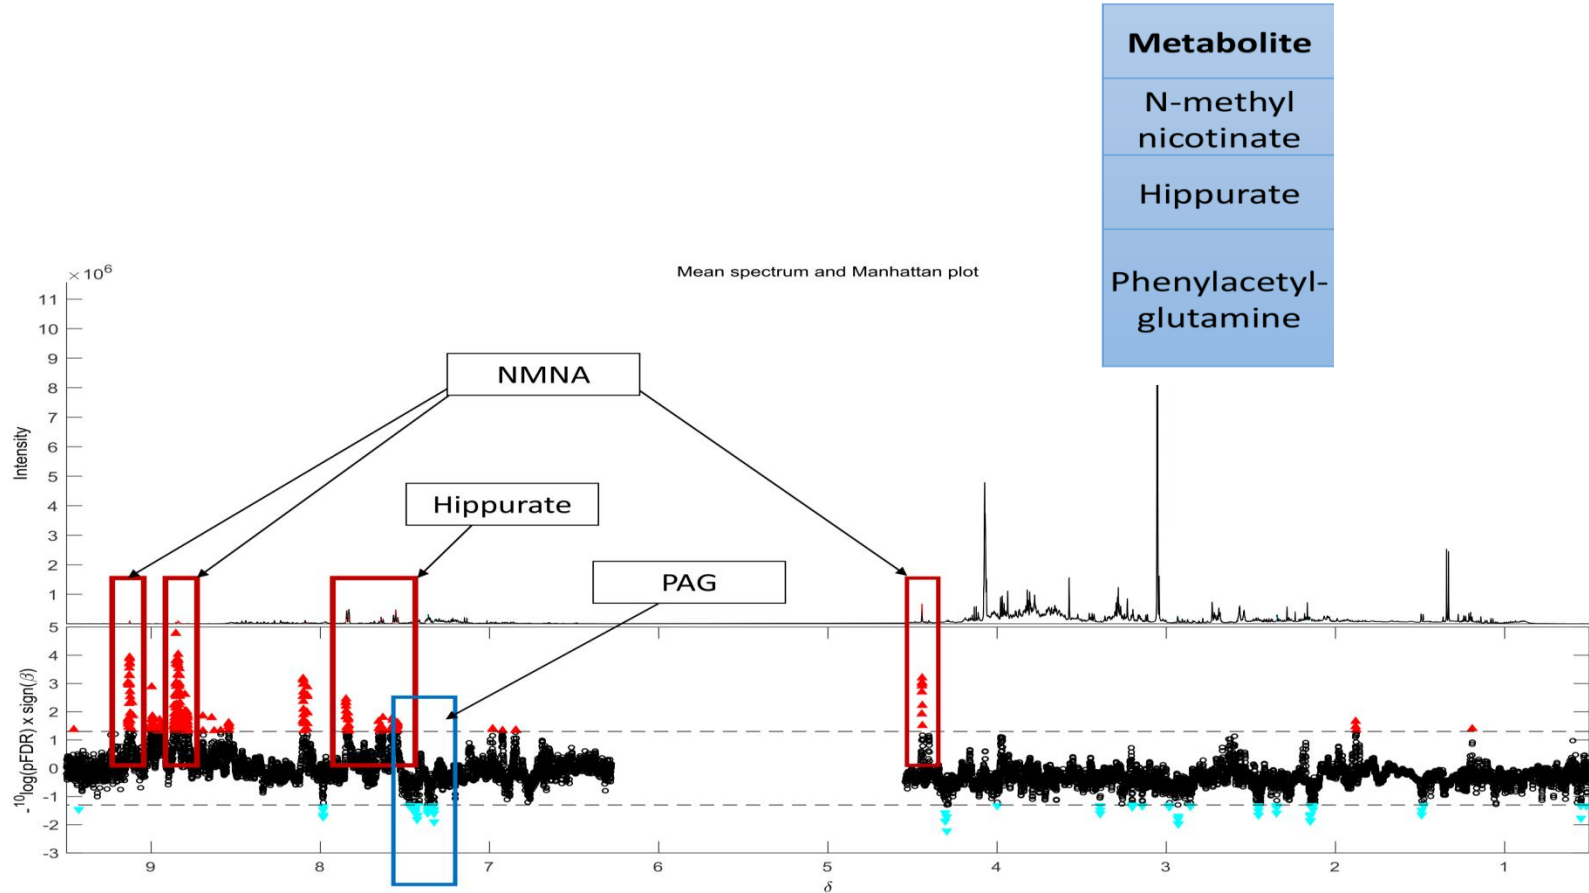 Metabolite
N-methyl
nicotinate
Hippurate
Phenylacetyl-
glutamine
× 10⁶
Mean spectrum and Manhattan plot
11
10
9
8
7
6
5
4
3
2
1
Intensity
NMNA
Hippurate
PAG
5
4
3
2
1
0
-1
-2
-3
-¹⁰log(pFDR) x sign(β)
9 8 7 6 5 4 3 2 1
δ